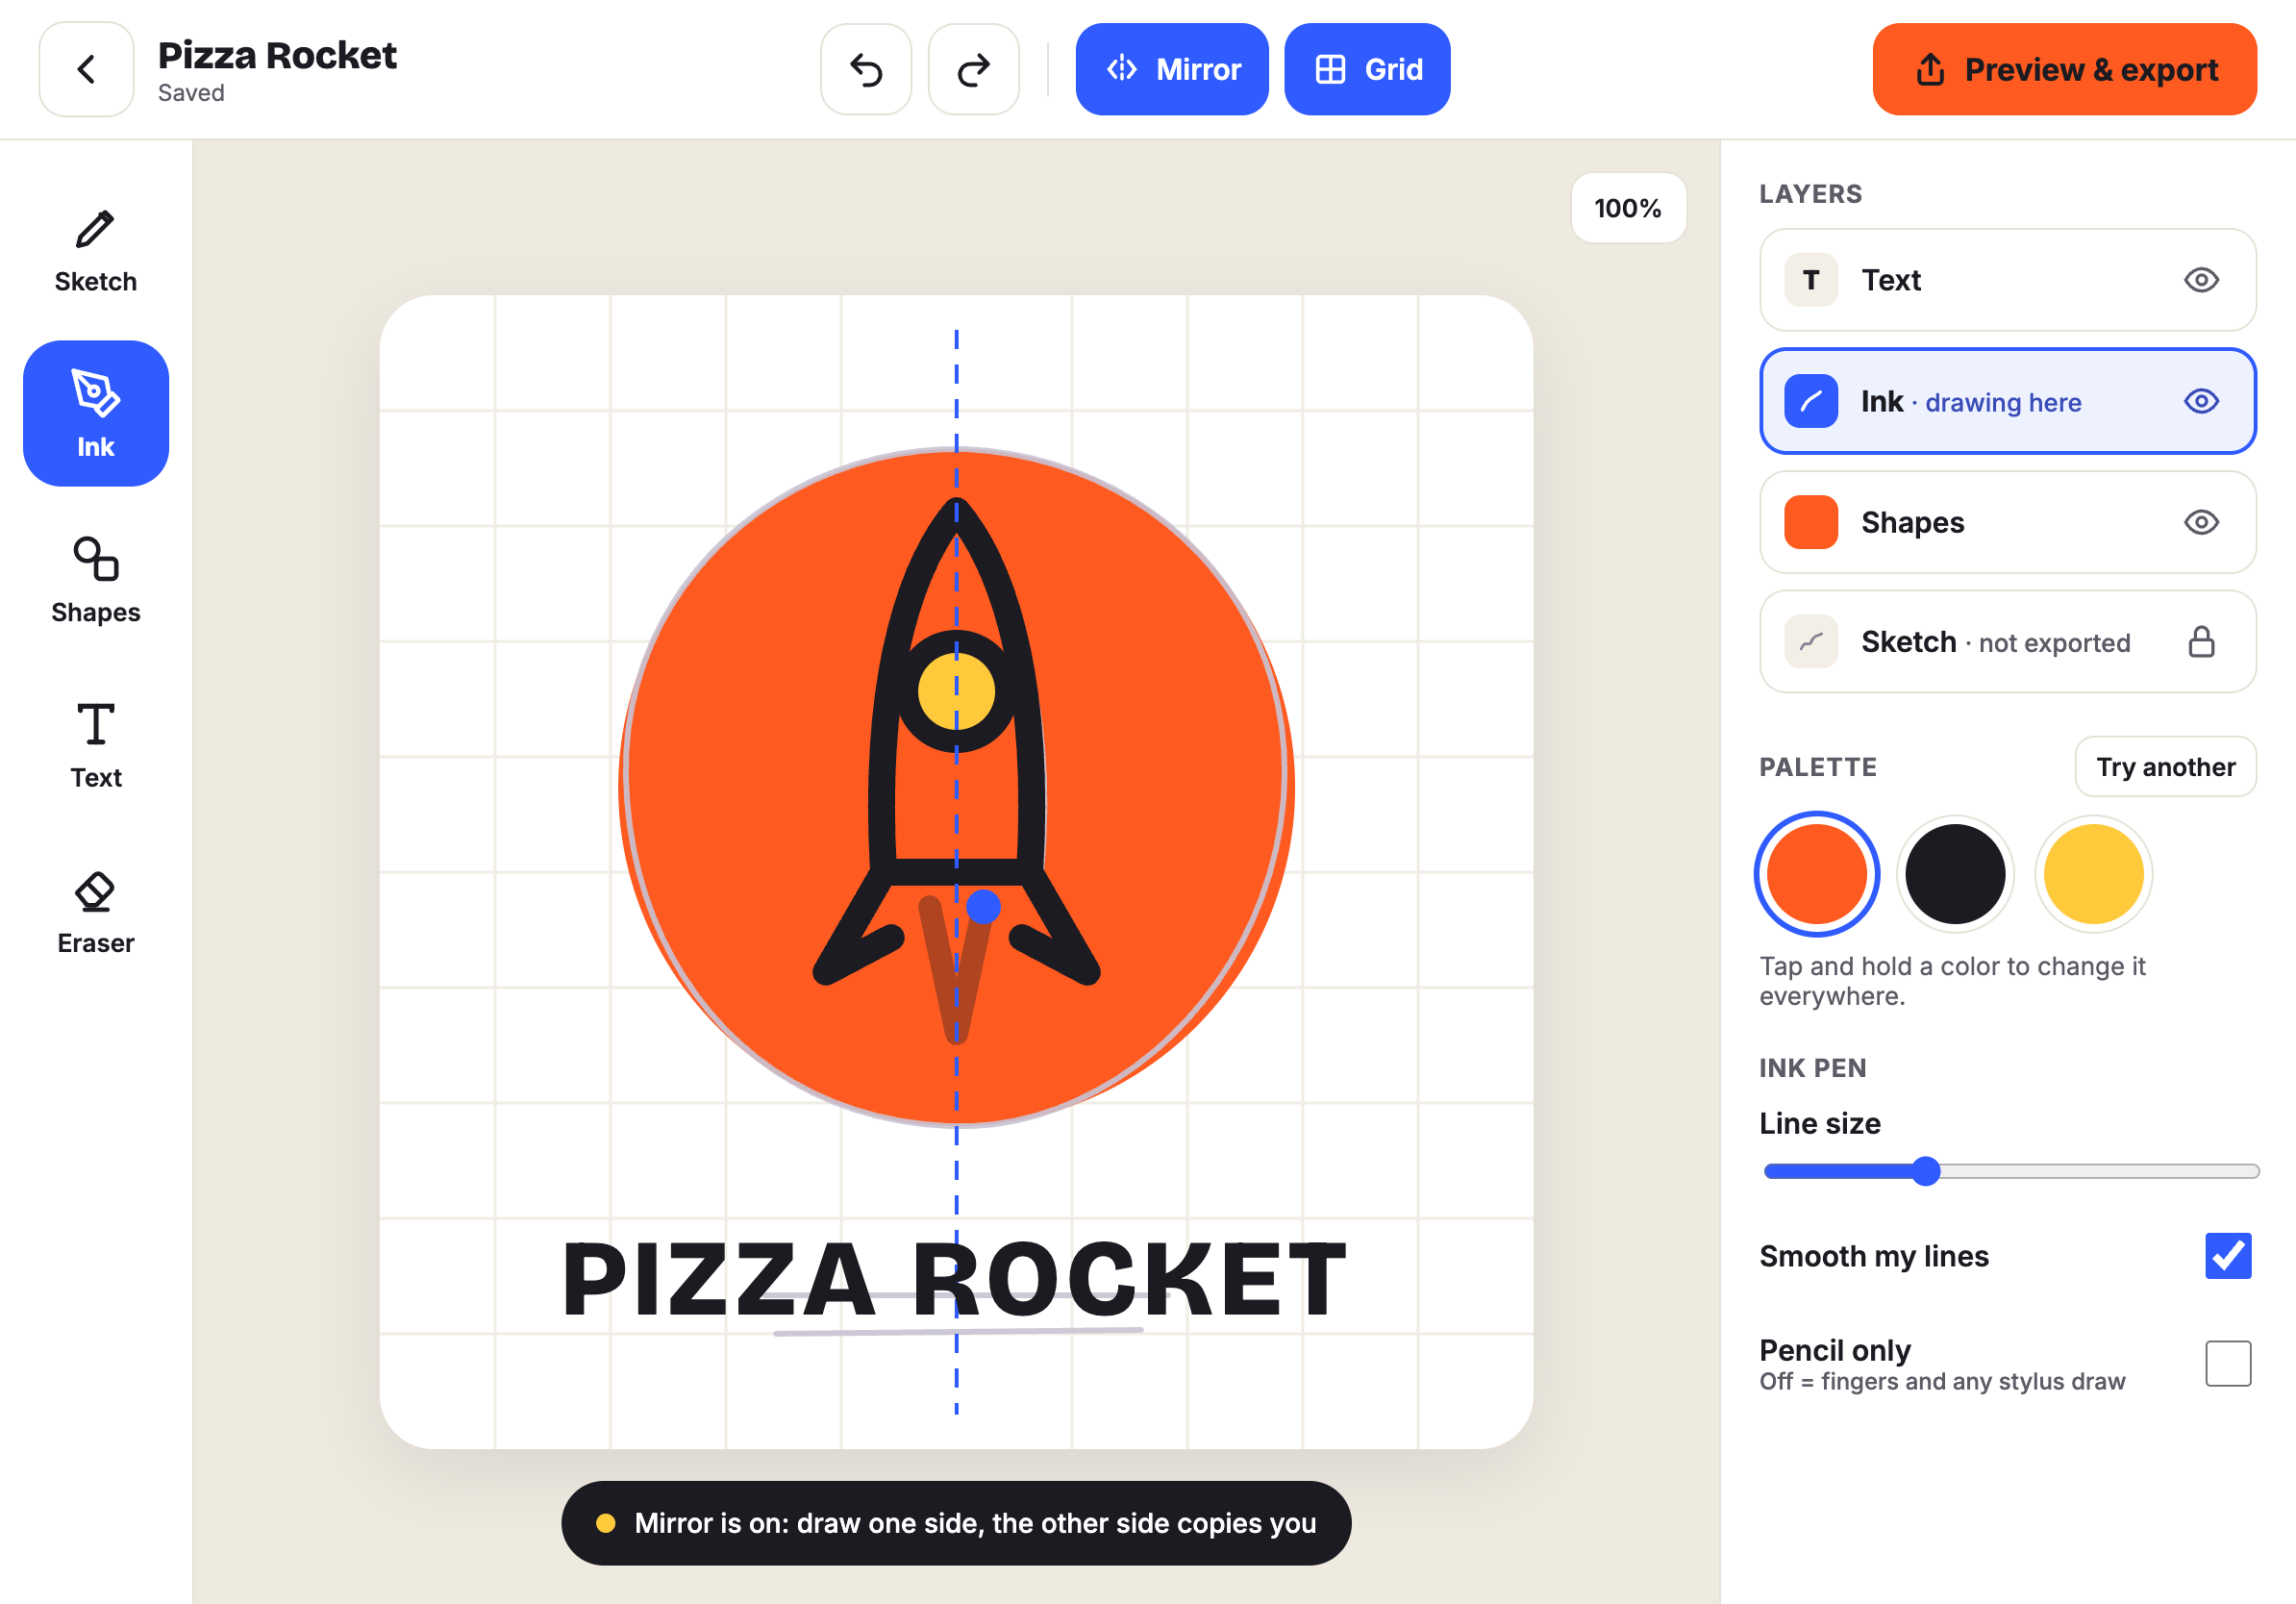 Pizza Rocket
Saved
Mirror
Grid
Preview & export
Sketch
Ink
Shapes
Text
Eraser
100%
PIZZA ROCKET
Mirror is on: draw one side, the other side copies you
LAYERS
T Text
Ink · drawing here
Shapes
Sketch · not exported
PALETTE
Try another
Tap and hold a color to change it
everywhere.
INK PEN
Line size
Smooth my lines
Pencil only
Off = fingers and any stylus draw